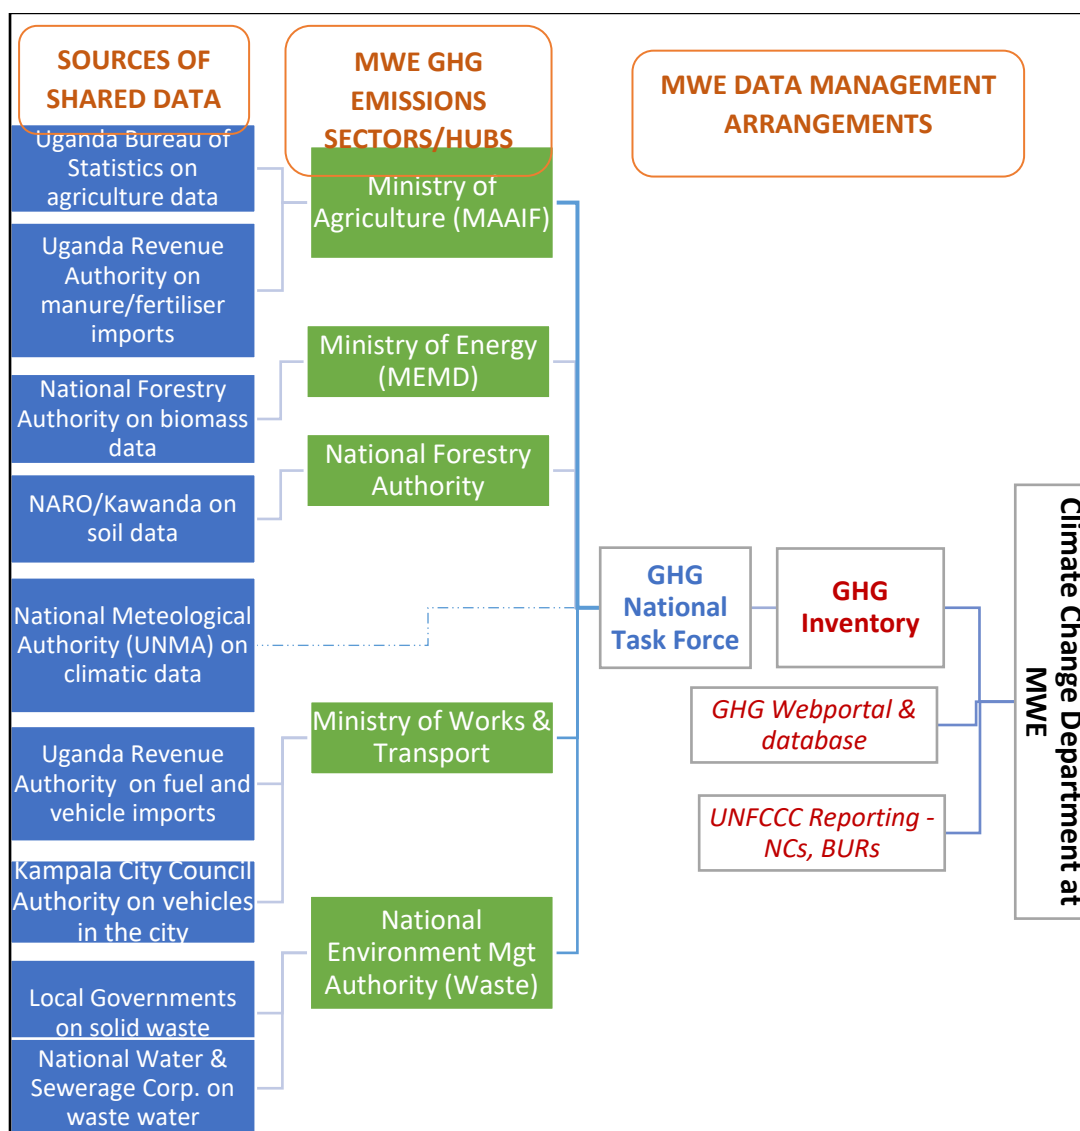 SOURCES OF
SHARED DATA
Uganda Bureau of
Statistics on
agriculture data
Uganda Revenue
Authority on
manure/fertiliser
imports
National Forestry
Authority on biomass
data
NARO/Kawanda on
soil data
National Meteological
Authority (UNMA) on
climatic data
Uganda Revenue
Authority  on fuel and
vehicle imports
Kampala City Council
Authority on vehicles
in the city
Local Governments
on solid waste
National Water &
Sewerage Corp. on
waste water
MWE GHG
EMISSIONS
SECTORS/HUBS
Ministry of
Agriculture (MAAIF)
Ministry of Energy
(MEMD)
National Forestry
Authority
Ministry of Works &
Transport
National
Environment Mgt
Authority (Waste)
MWE DATA MANAGEMENT
ARRANGEMENTS
GHG
National
Task Force
GHG
Inventory
GHG Webportal &
database
UNFCCC Reporting -
NCs, BURs
Climate Change Department at
MWE